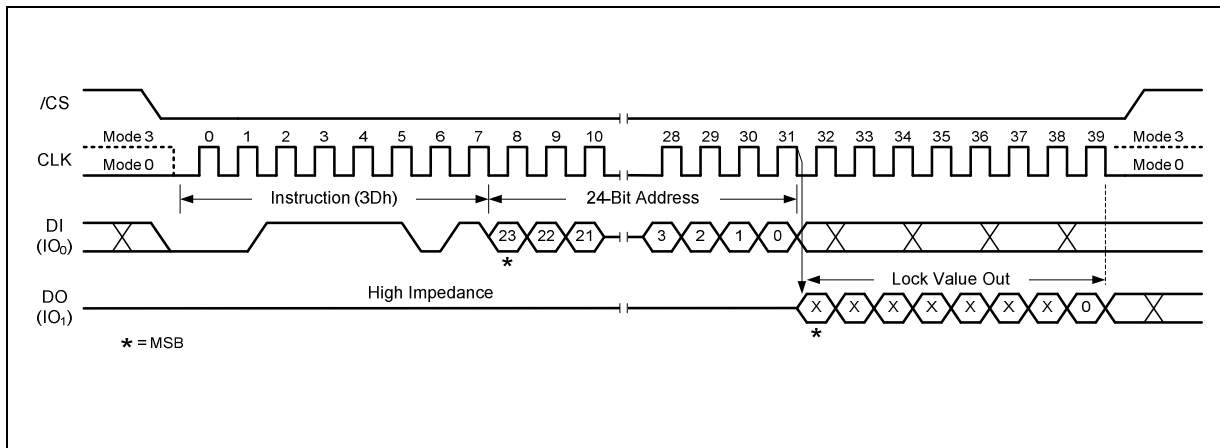 /CS
Mode 3 0 1 2 3 4 5 6 7 8 9 10 28 29 30 31 32 33 34 35 36 37 38 39 Mode 3
CLK
Mode 0 Mode 0
Instruction (3Dh) 24-Bit Address
DI
(IO₀)
23 22 21 3 2 1 0
*
Lock Value Out
High Impedance
DO
(IO₁)
X X X X X X X 0
*
* = MSB